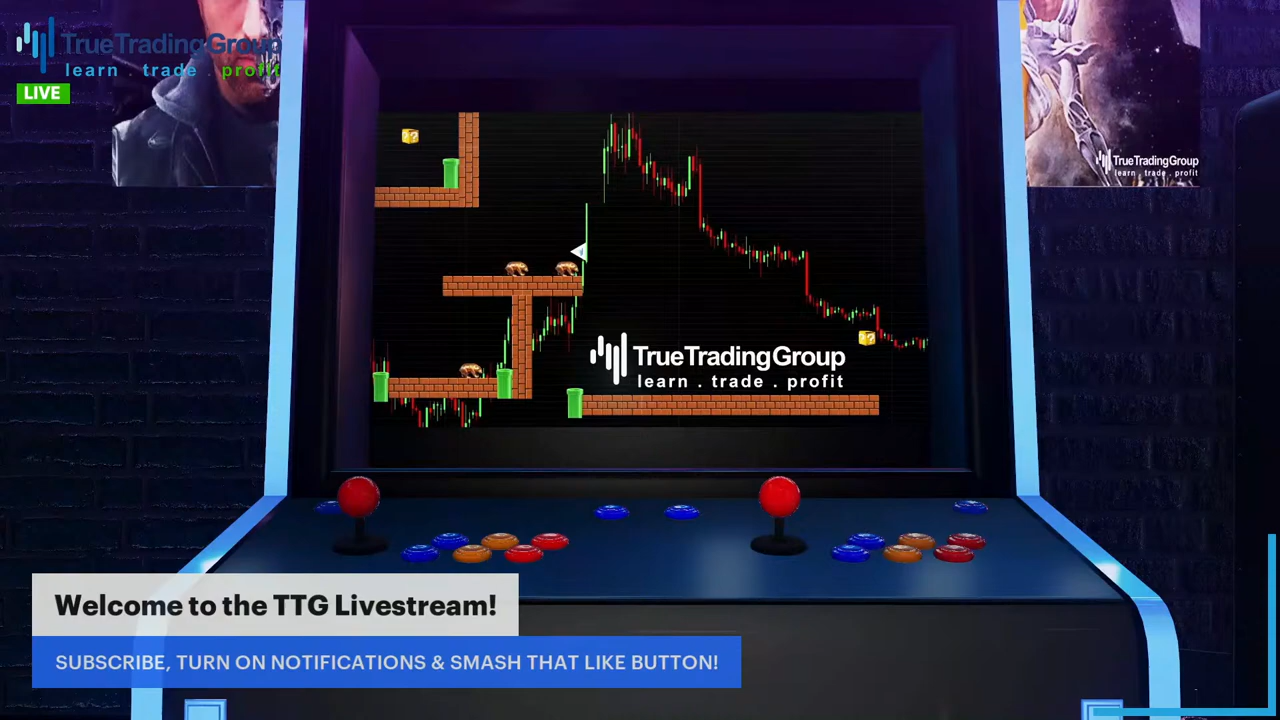 TrueTradingGroup
learn . trade . profit
LIVE
TrueTradingGroup
learn . trade . profit
TrueTradingGroup
learn . trade . profit
Welcome to the TTG Livestream!
SUBSCRIBE, TURN ON NOTIFICATIONS & SMASH THAT LIKE BUTTON!